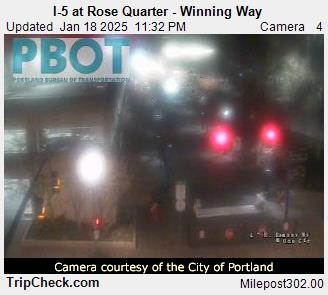 I-5 at Rose Quarter - Winning Way
Updated Jan 18 2025 11:32 PM Camera 4
PBOT
PORTLAND BUREAU OF TRANSPORTATION
Camera courtesy of the City of Portland
TripCheck.com Milepost302.00